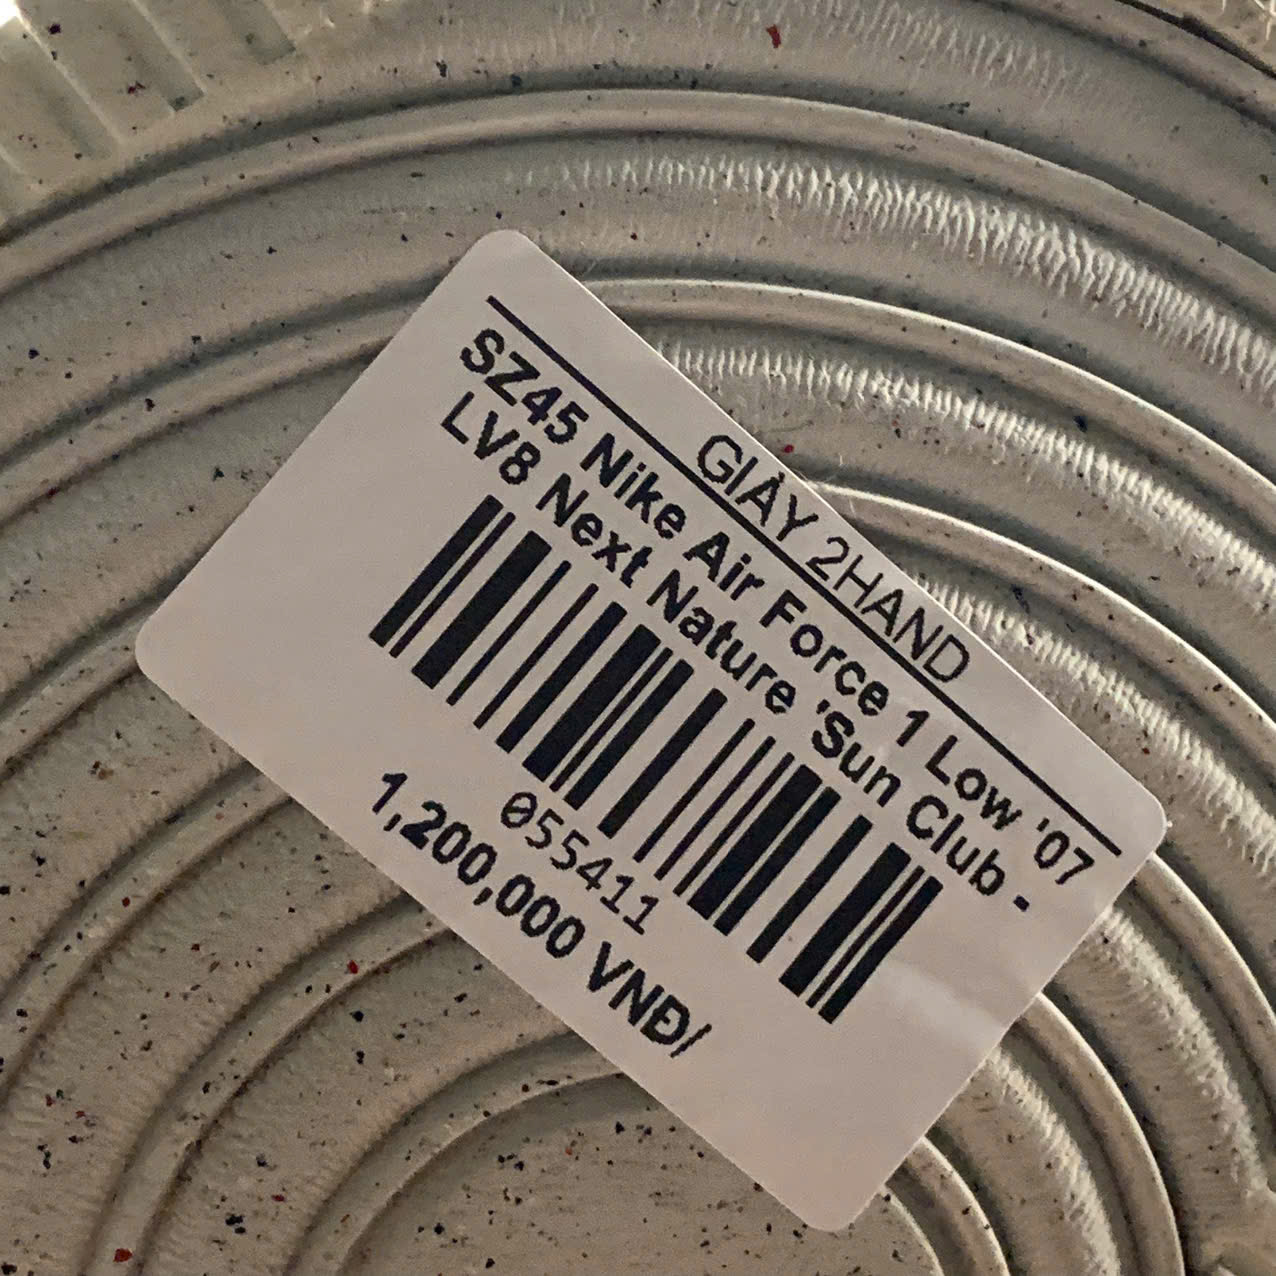 GIÀY 2HAND
SZ45 Nike Air Force 1 Low '07
LV8 Next Nature 'Sun Club -
055411
1,200,000 VNĐ/